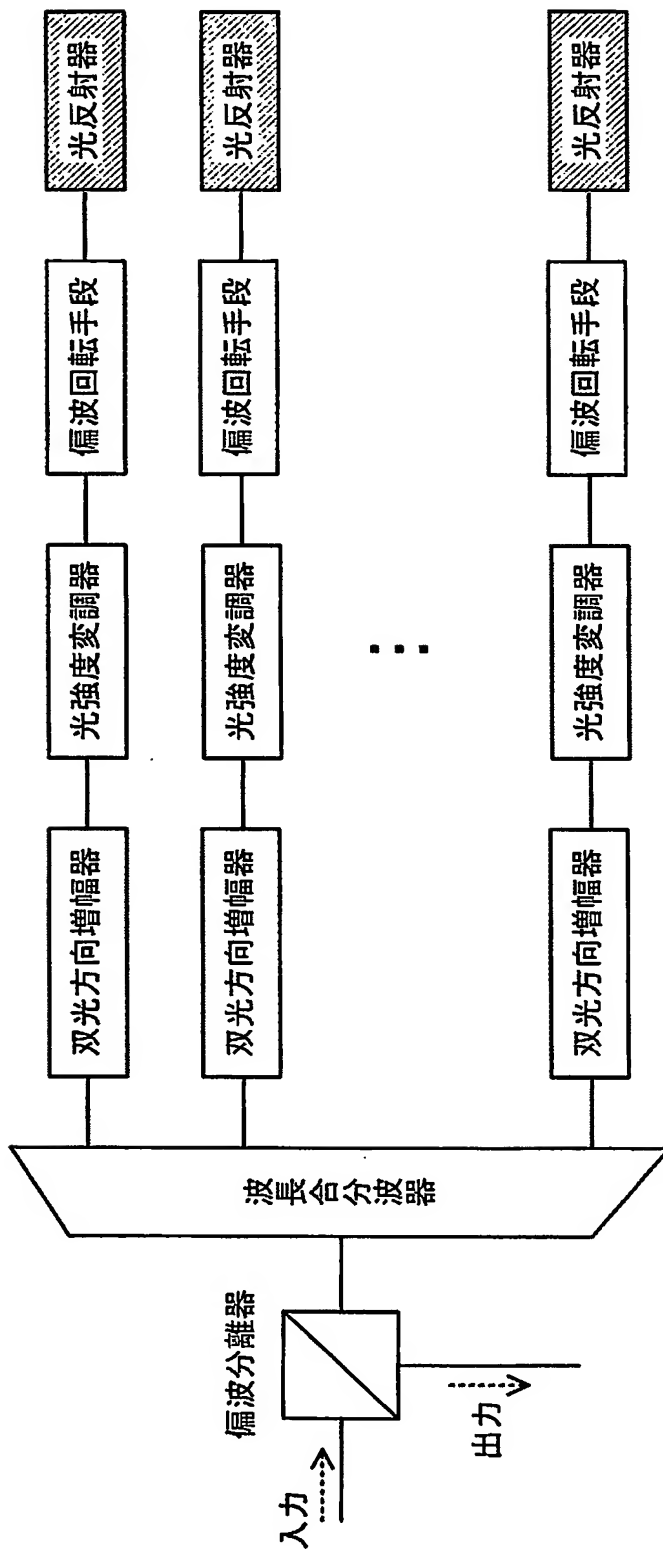 入力
出力
偏波分離器
波長合分波器
双光方向増幅器
光強度変調器
偏波回転手段
光反射器
双光方向増幅器
光強度変調器
偏波回転手段
光反射器
...
双光方向増幅器
光強度変調器
偏波回転手段
光反射器